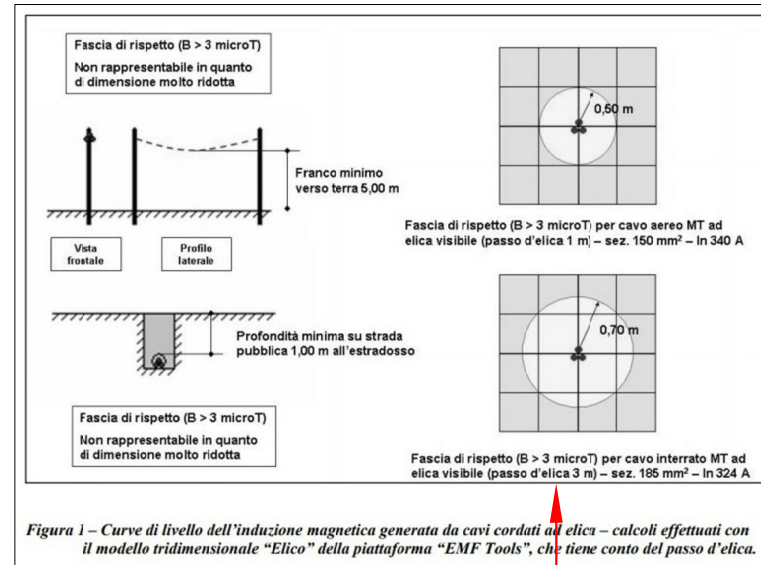 Fascia di rispetto (B > 3 microT)
Non rappresentabile in quanto
di dimensione molto ridotta
Franco minimo
verso terra 5,00 m
Vista
frontale
Profilo
laterale
Profondità minima su strada
pubblica 1,00 m all'estradosso
Fascia di rispetto (B > 3 microT)
Non rappresentabile in quanto
di dimensione molto ridotta
0,50 m
Fascia di rispetto (B > 3 microT) per cavo aereo MT ad
elica visibile (passo d'elica 1 m) – sez. 150 mm² – In 340 A
0,70 m
Fascia di rispetto (B > 3 microT) per cavo interrato MT ad
elica visibile (passo d'elica 3 m) – sez. 185 mm² – In 324 A
Figura 1 – Curve di livello dell'induzione magnetica generata da cavi cordati ad elica – calcoli effettuati con
il modello tridimensionale "Elico" della piattaforma "EMF Tools", che tiene conto del passo d'elica.